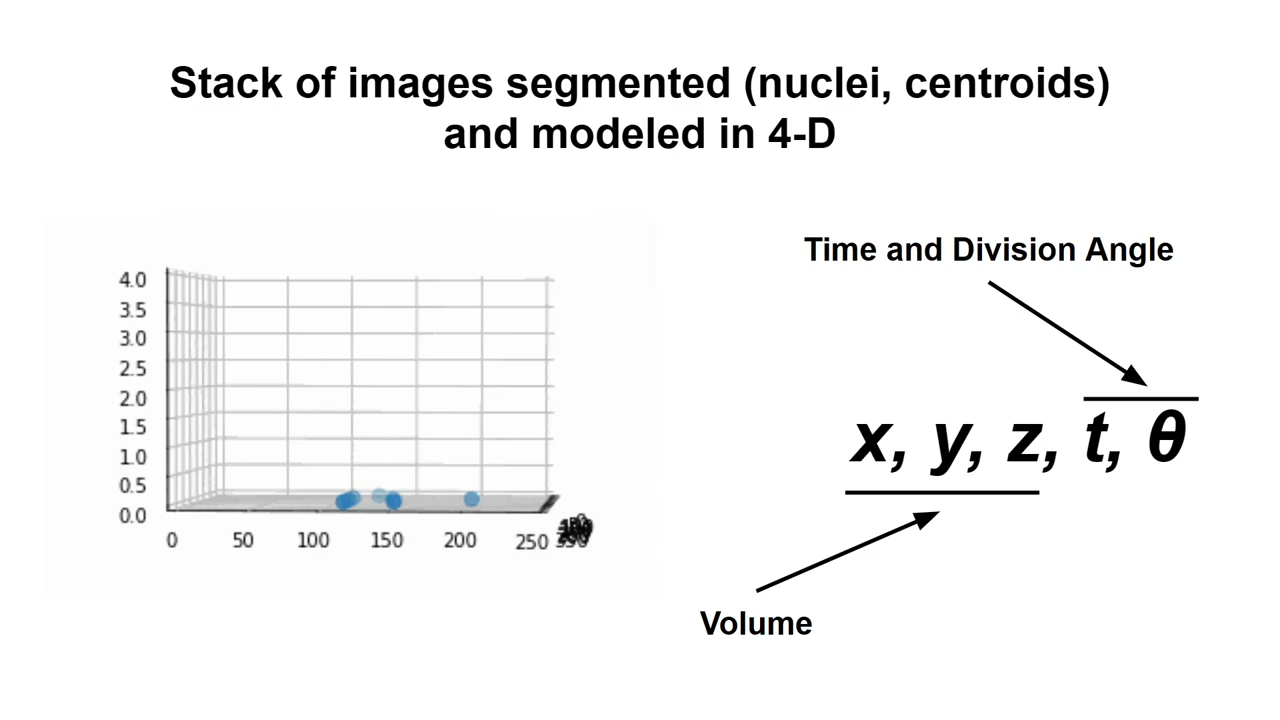 Stack of images segmented (nuclei, centroids)
and modeled in 4-D
Time and Division Angle
4.0
3.5
3.0
2.5
2.0
1.5
1.0
0.5
0.0
0 50 100 150 200 250
x, y, z, t, θ
Volume